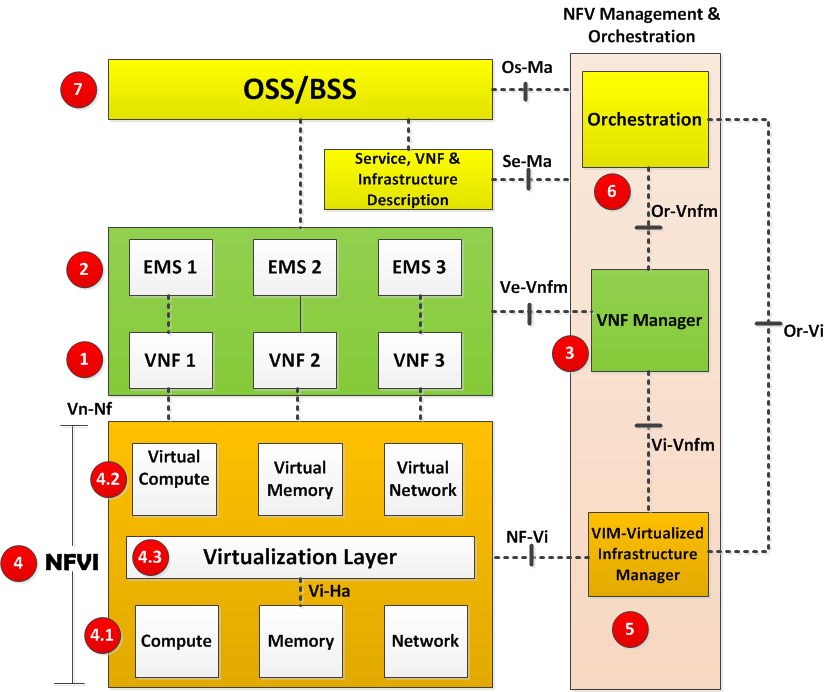 NFV Management &
Orchestration
7
OSS/BSS
Os-Ma
Orchestration
Service, VNF &
Infrastructure
Description
Se-Ma
6
Or-Vnfm
2
EMS 1
EMS 2
EMS 3
Ve-Vnfm
VNF Manager
Or-Vi
1
VNF 1
VNF 2
VNF 3
3
Vn-Nf
Vi-Vnfm
4.2
Virtual
Compute
Virtual
Memory
Virtual
Network
4
NFVI
4.3
Virtualization Layer
NF-Vi
VIM-Virtualized
Infrastructure
Manager
Vi-Ha
4.1
Compute
Memory
Network
5